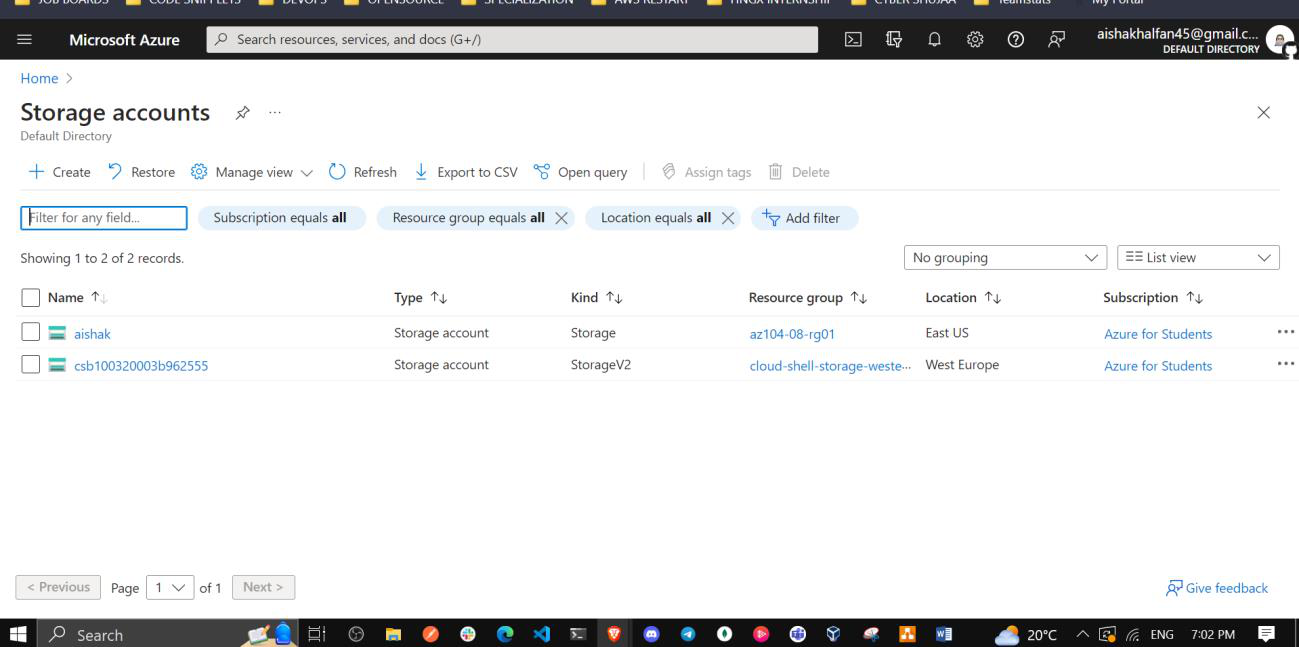 JOB BOARDS CODE SNIPPETS DEVOPS OPENSOURCE SPECIALIZATION AWS RESTART CYBER SHUJAA Teamstats My Portal
Microsoft Azure Search resources, services, and docs (G+/) aishakhalfan45@gmail.c...
DEFAULT DIRECTORY
Home >
Storage accounts ...
Default Directory
+ Create Restore Manage view Refresh Export to CSV Open query Assign tags Delete
Filter for any field... Subscription equals all Resource group equals all Location equals all Add filter
Showing 1 to 2 of 2 records. No grouping List view
Name Type Kind Resource group Location Subscription
aishak Storage account Storage az104-08-rg01 East US Azure for Students ...
csb100320003b962555 Storage account StorageV2 cloud-shell-storage-weste... West Europe Azure for Students ...
< Previous Page 1 of 1 Next > Give feedback
Search 20°C ENG 7:02 PM